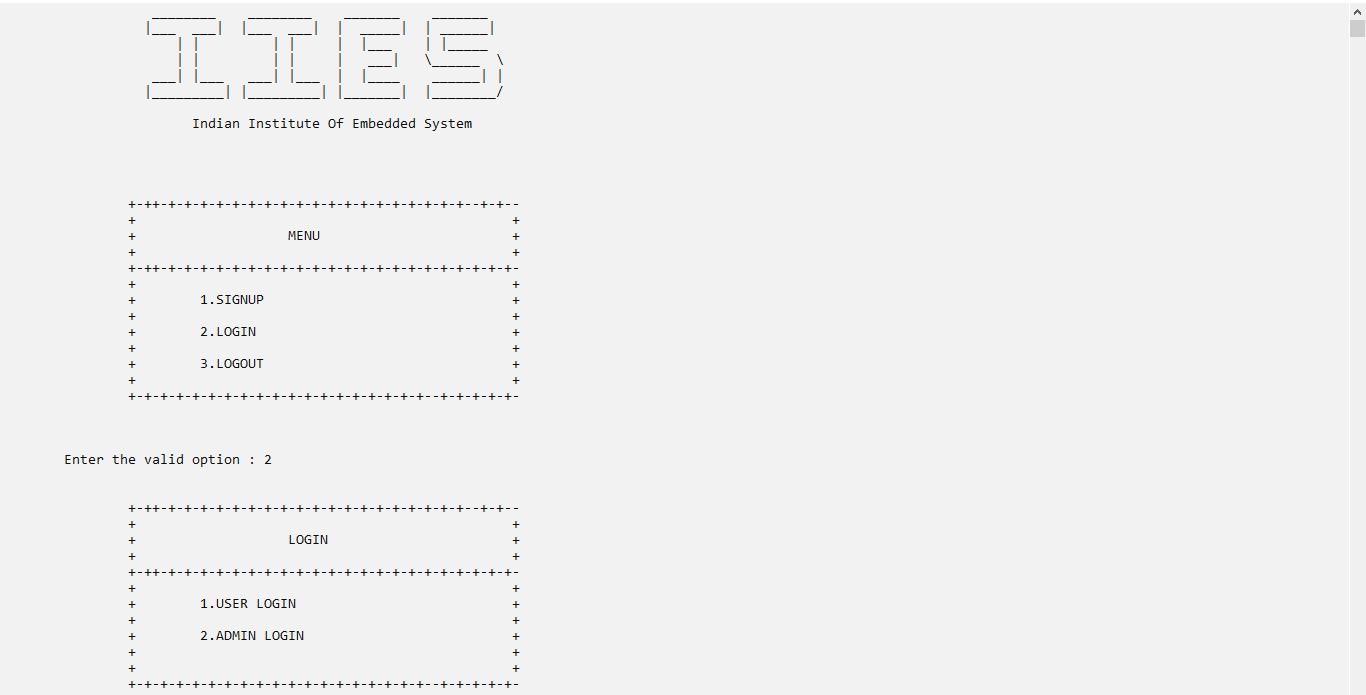 IIES
Indian Institute Of Embedded System
+-++-+-+-+-+-+-+-+-+-+-+-+-+-+-+-+-+-+-+-+--+-+--
+ +
+ MENU +
+ +
+-++-+-+-+-+-+-+-+-+-+-+-+-+-+-+-+-+-+-+-+-+-+-+-
+ +
+ 1.SIGNUP +
+ +
+ 2.LOGIN +
+ +
+ 3.LOGOUT +
+ +
+-+-+-+-+-+-+-+-+-+-+-+-+-+-+-+-+-+-+--+-+-+-+-+-
Enter the valid option : 2
+-++-+-+-+-+-+-+-+-+-+-+-+-+-+-+-+-+-+-+-+--+-+--
+ +
+ LOGIN +
+ +
+-++-+-+-+-+-+-+-+-+-+-+-+-+-+-+-+-+-+-+-+-+-+-+-
+ +
+ 1.USER LOGIN +
+ +
+ 2.ADMIN LOGIN +
+ +
+ +
+-+-+-+-+-+-+-+-+-+-+-+-+-+-+-+-+-+-+--+-+-+-+-+-